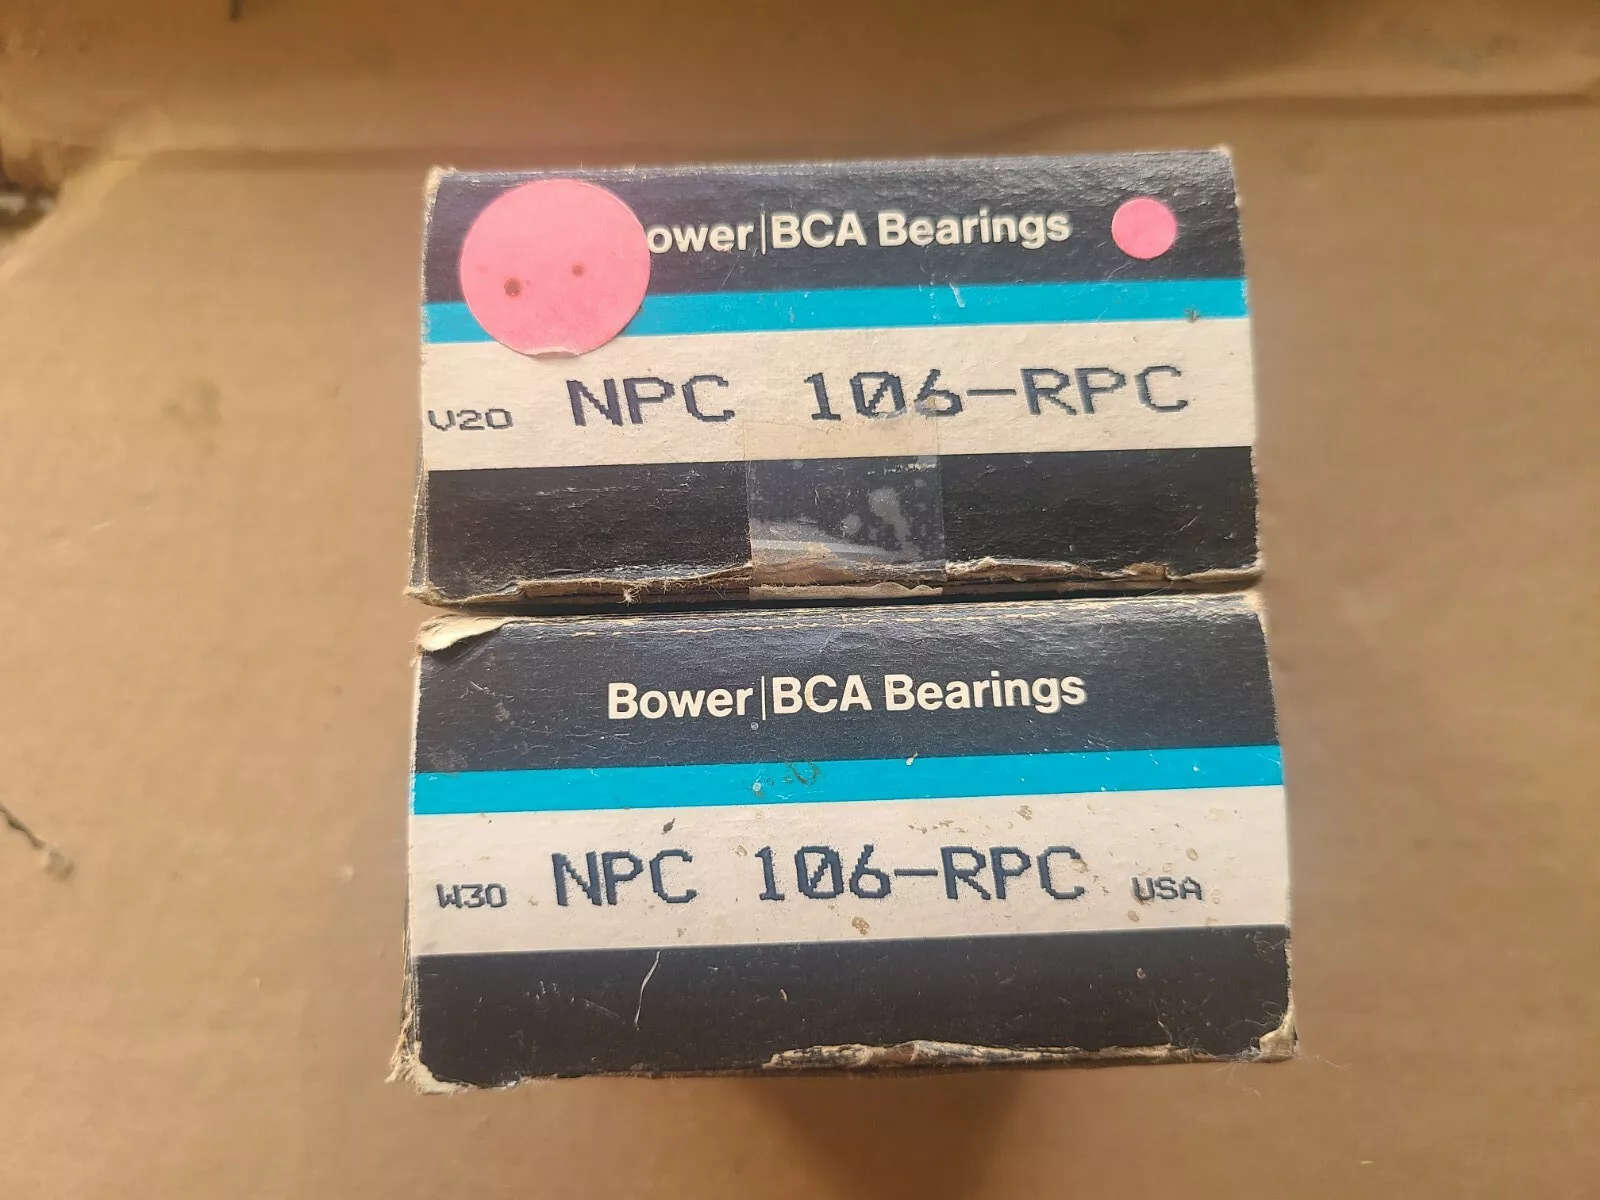 ower|BCA Bearings
V20 NPC 106-RPC
Bower|BCA Bearings
W30 NPC 106-RPC USA